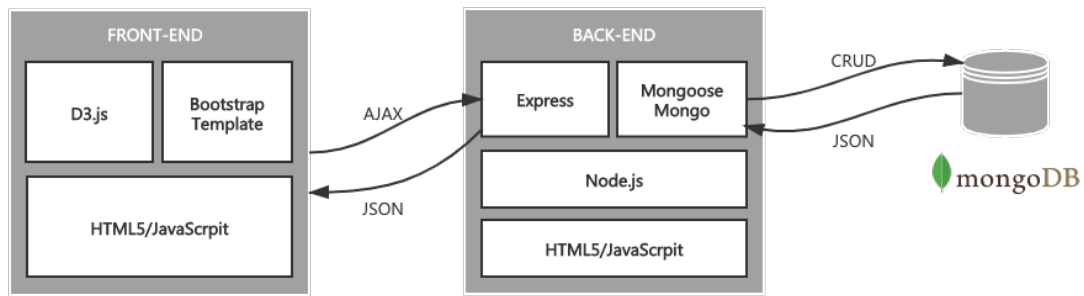 FRONT-END
D3.js
Bootstrap
Template
HTML5/JavaScrpit
AJAX
JSON
BACK-END
Express
Mongoose
Mongo
Node.js
HTML5/JavaScrpit
CRUD
JSON
mongoDB